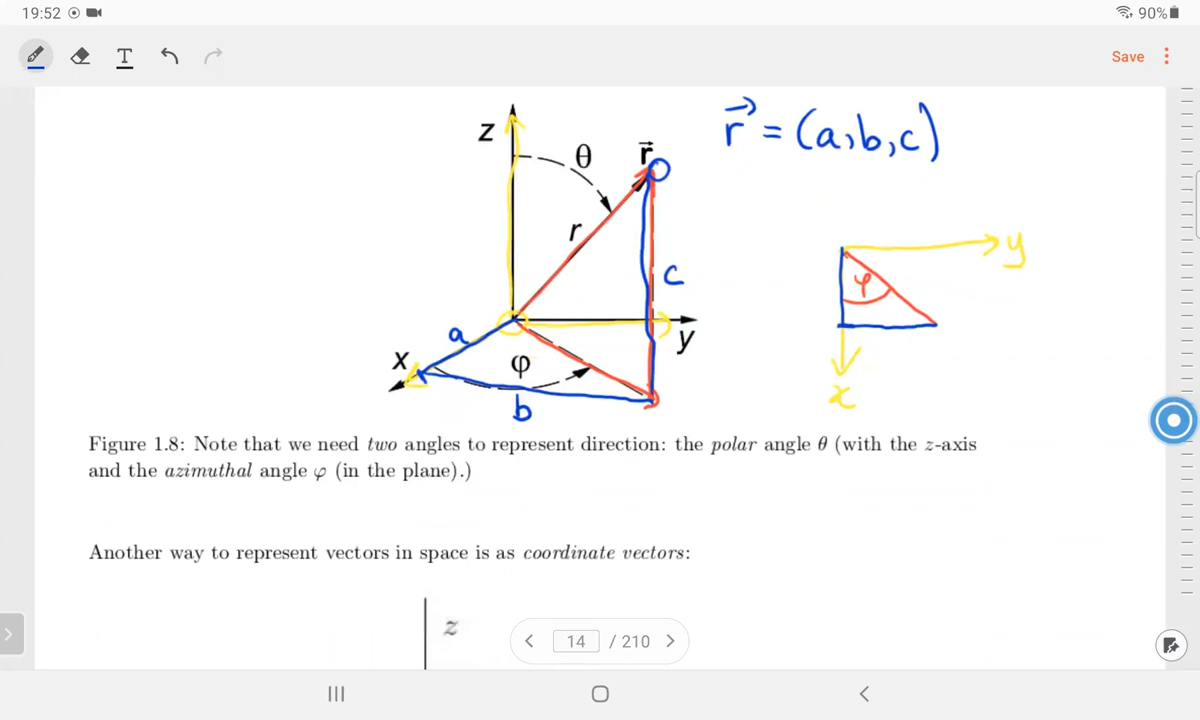 19:52 90%
T Save
z θ r⃗ r⃗ = (a,b,c)
r
c
φ y
a y
x φ
b x
Figure 1.8: Note that we need two angles to represent direction: the polar angle θ (with the z-axis
and the azimuthal angle φ (in the plane).)
Another way to represent vectors in space is as coordinate vectors:
z
14 / 210